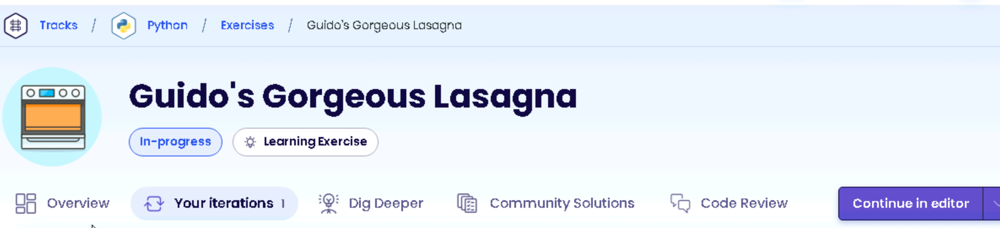 Tracks / Python / Exercises / Guido's Gorgeous Lasagna
Guido's Gorgeous Lasagna
In-progress Learning Exercise
Overview Your iterations 1 Dig Deeper Community Solutions Code Review Continue in editor